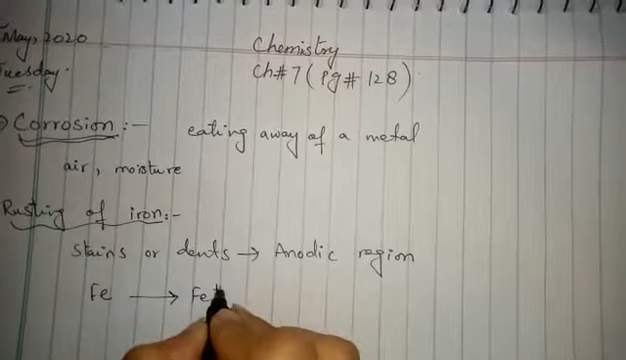 May, 2020
Chemistry
Tuesday.
Ch#7 (Pg# 128)
Corrosion:- eating away of a metal
air, moisture
Rusting of iron:-
Stains or dents → Anodic region
Fe → Fe